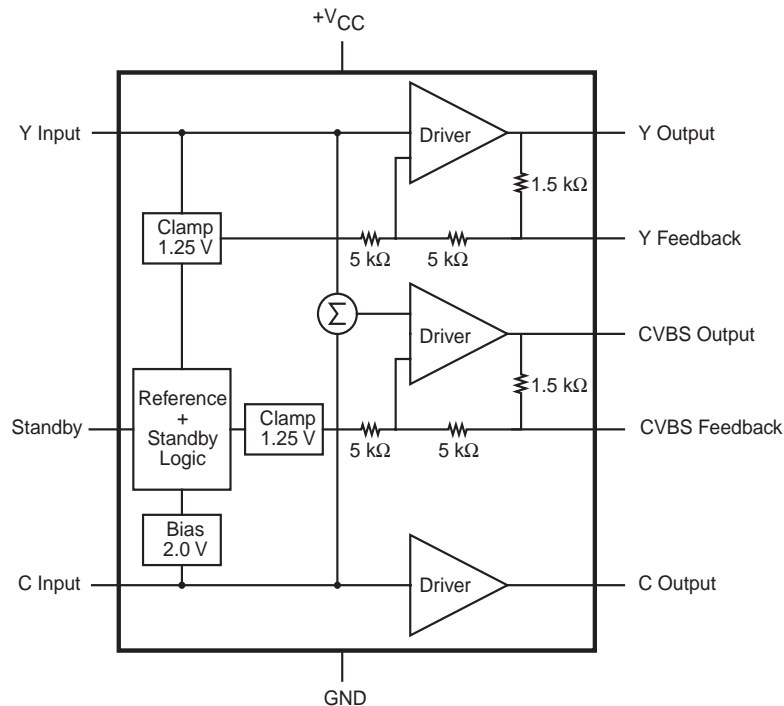 +VCC
Y Input
Driver
Y Output
1.5 kΩ
Clamp
1.25 V
5 kΩ
5 kΩ
Y Feedback
Σ
Driver
CVBS Output
1.5 kΩ
Standby
Reference
+
Standby
Logic
Clamp
1.25 V
5 kΩ
5 kΩ
CVBS Feedback
Bias
2.0 V
C Input
Driver
C Output
GND